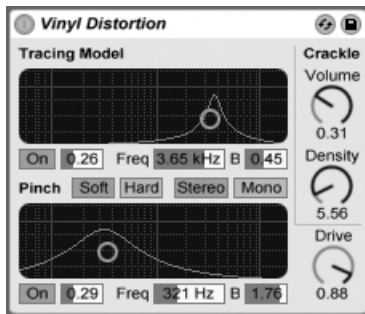 Vinyl Distortion
Tracing Model
Crackle
Volume
0.31
On 0.26 Freq 3.65 kHz B 0.45
Density
5.56
Pinch Soft Hard Stereo Mono
Drive
0.88
On 0.29 Freq 321 Hz B 1.76